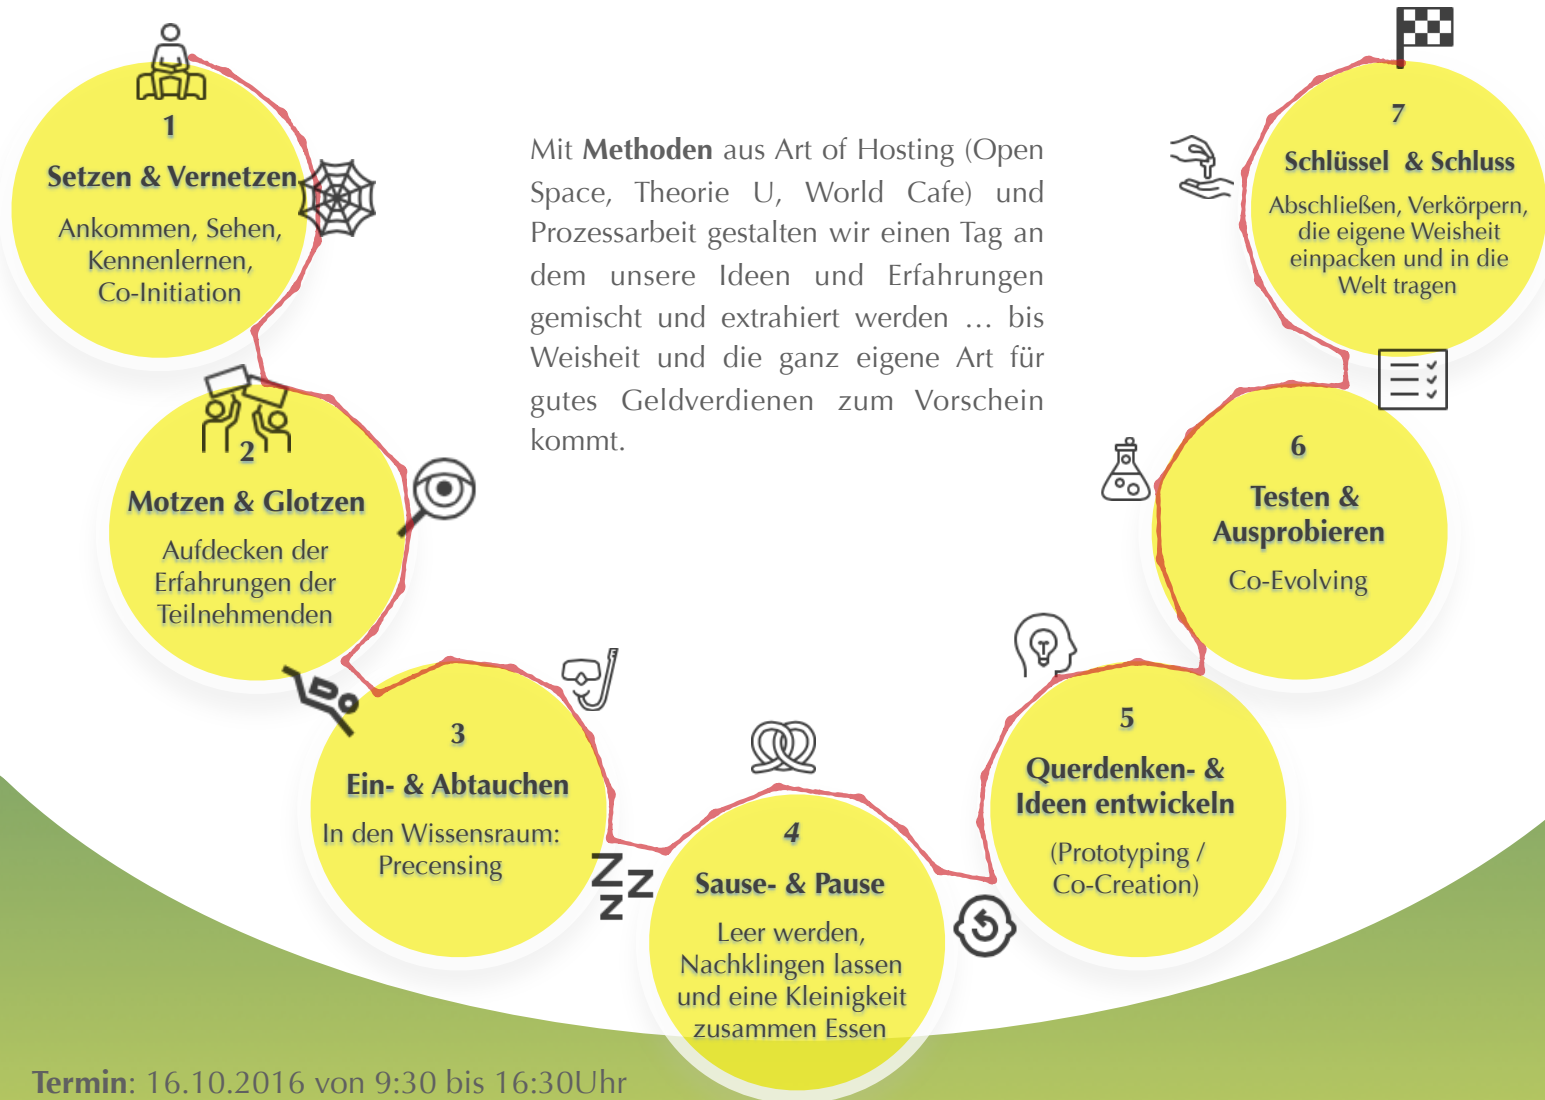 1
Setzen & Vernetzen
Ankommen, Sehen,
Kennenlernen,
Co-Initiation
2
Motzen & Glotzen
Aufdecken der
Erfahrungen der
Teilnehmenden
3
Ein- & Abtauchen
In den Wissensraum:
Precensing
Z
Z
Z
4
Sause- & Pause
Leer werden,
Nachklingen lassen
und eine Kleinigkeit
zusammen Essen
5
Querdenken- &
Ideen entwickeln
(Prototyping /
Co-Creation)
6
Testen &
Ausprobieren
Co-Evolving
7
Schlüssel & Schluss
Abschließen, Verkörpern,
die eigene Weisheit
einpacken und in die
Welt tragen
Mit Methoden aus Art of Hosting (Open
Space, Theorie U, World Cafe) und
Prozessarbeit gestalten wir einen Tag an
dem unsere Ideen und Erfahrungen
gemischt und extrahiert werden … bis
Weisheit und die ganz eigene Art für
gutes Geldverdienen zum Vorschein
kommt.
Termin: 16.10.2016 von 9:30 bis 16:30Uhr